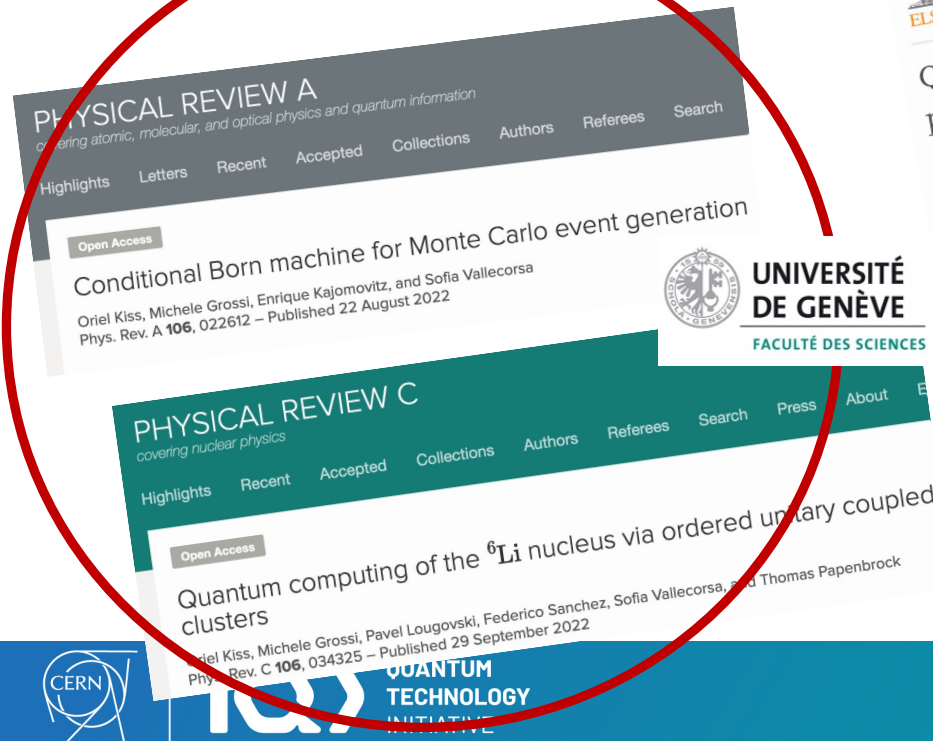 PHYSICAL REVIEW A
covering atomic, molecular, and optical physics and quantum information
Highlights Letters Recent Accepted Collections Authors Referees Search
Open Access
Conditional Born machine for Monte Carlo event generation
Oriel Kiss, Michele Grossi, Enrique Kajomovitz, and Sofia Vallecorsa
Phys. Rev. A 106, 022612 – Published 22 August 2022
UNIVERSITÉ
DE GENÈVE
FACULTÉ DES SCIENCES
PHYSICAL REVIEW C
covering nuclear physics
Highlights Recent Accepted Collections Authors Referees Search Press About
Open Access
Quantum computing of the ⁶Li nucleus via ordered unitary coupled
clusters
Oriel Kiss, Michele Grossi, Pavel Lougovski, Federico Sanchez, Sofia Vallecorsa, and Thomas Papenbrock
Phys. Rev. C 106, 034325 – Published 29 September 2022
CERN
QUANTUM
TECHNOLOGY
INITIATIVE